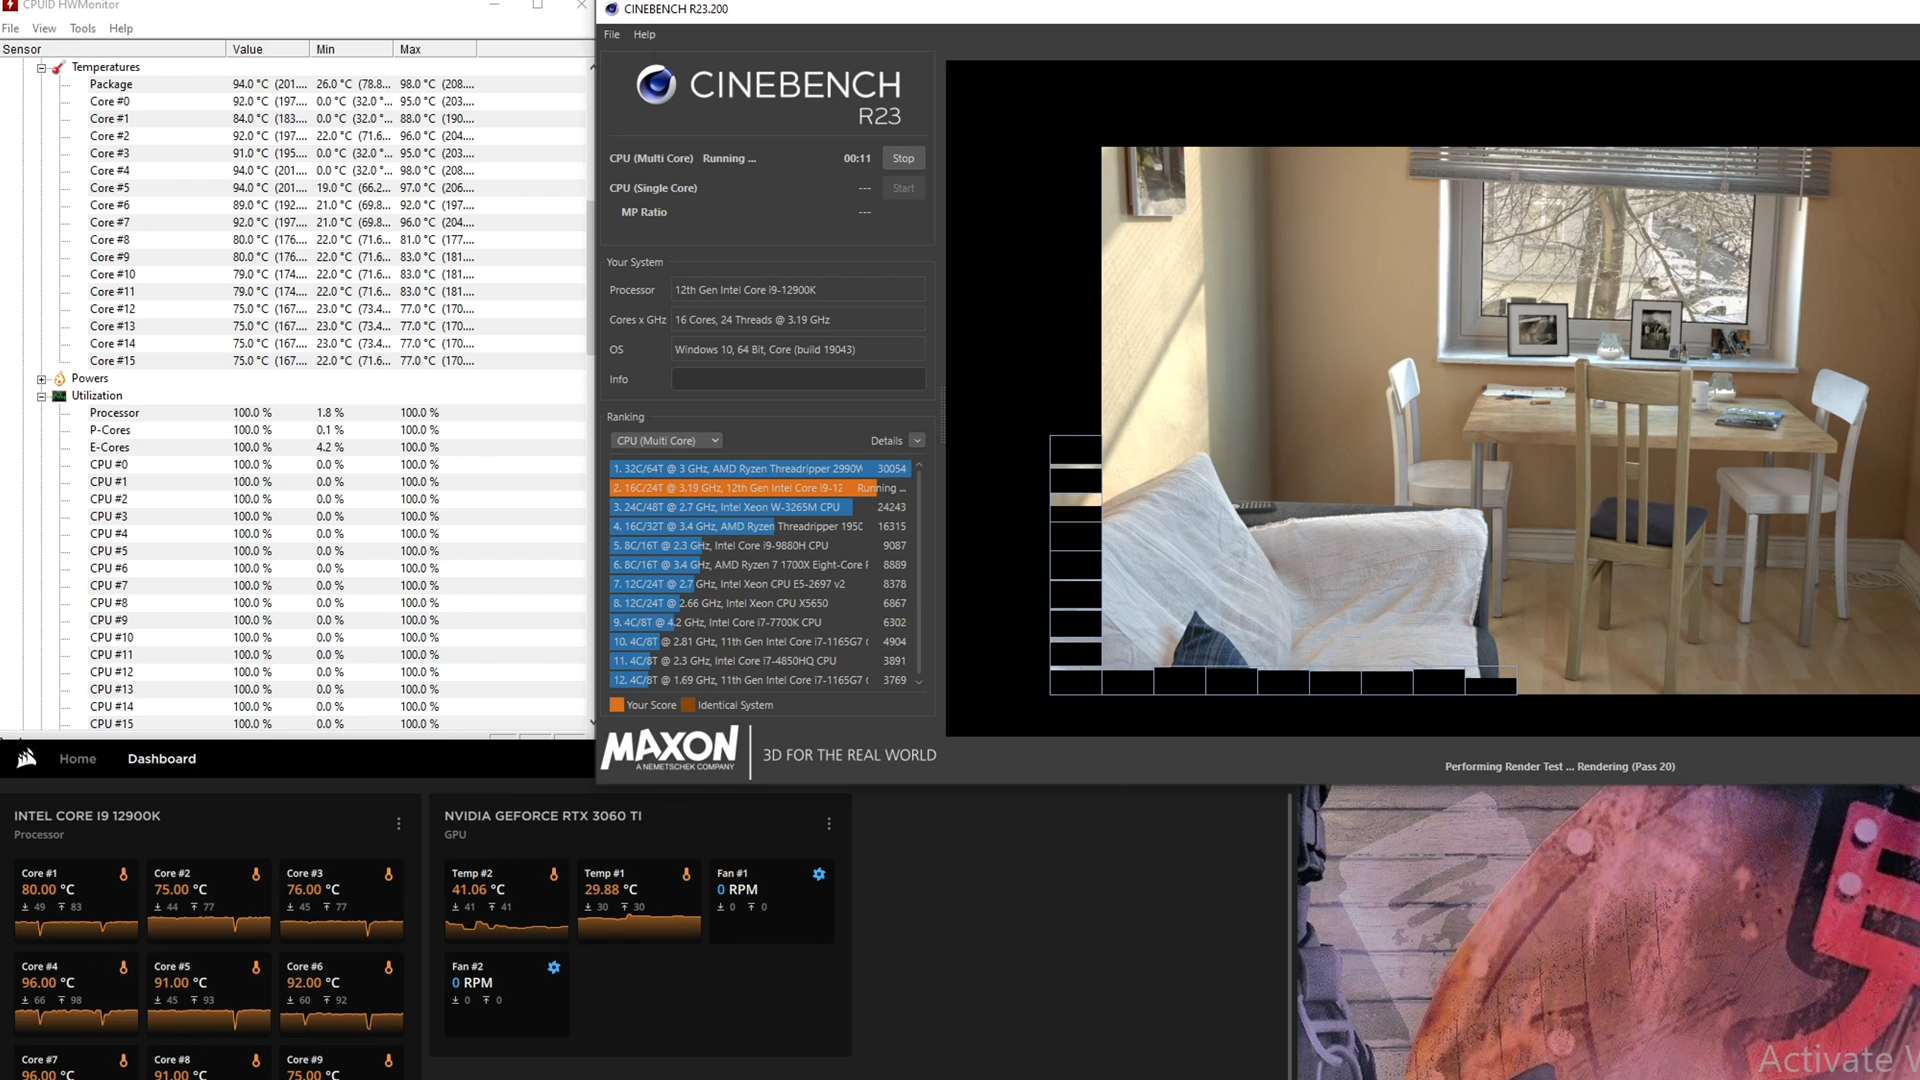 CPUID HWMonitor
File View Tools Help
Sensor Value Min Max
Temperatures
Package 94.0 °C (201.... 26.0 °C (78.8... 98.0 °C (208....
Core #0 92.0 °C (197.... 0.0 °C (32.0 °... 95.0 °C (203....
Core #1 84.0 °C (183.... 0.0 °C (32.0 °... 88.0 °C (190....
Core #2 92.0 °C (197.... 22.0 °C (71.6... 96.0 °C (204....
Core #3 91.0 °C (195.... 0.0 °C (32.0 °... 95.0 °C (203....
Core #4 94.0 °C (201.... 0.0 °C (32.0 °... 98.0 °C (208....
Core #5 94.0 °C (201.... 19.0 °C (66.2... 97.0 °C (206....
Core #6 89.0 °C (192.... 21.0 °C (69.8... 92.0 °C (197....
Core #7 92.0 °C (197.... 21.0 °C (69.8... 96.0 °C (204....
Core #8 80.0 °C (176.... 22.0 °C (71.6... 81.0 °C (177....
Core #9 80.0 °C (176.... 22.0 °C (71.6... 83.0 °C (181....
Core #10 79.0 °C (174.... 22.0 °C (71.6... 83.0 °C (181....
Core #11 79.0 °C (174.... 22.0 °C (71.6... 83.0 °C (181....
Core #12 75.0 °C (167.... 23.0 °C (73.4... 77.0 °C (170....
Core #13 75.0 °C (167.... 23.0 °C (73.4... 77.0 °C (170....
Core #14 75.0 °C (167.... 23.0 °C (73.4... 77.0 °C (170....
Core #15 75.0 °C (167.... 22.0 °C (71.6... 77.0 °C (170....
Powers
Utilization
Processor 100.0 % 1.8 % 100.0 %
P-Cores 100.0 % 0.1 % 100.0 %
E-Cores 100.0 % 4.2 % 100.0 %
CPU #0 100.0 % 0.0 % 100.0 %
CPU #1 100.0 % 0.0 % 100.0 %
CPU #2 100.0 % 0.0 % 100.0 %
CPU #3 100.0 % 0.0 % 100.0 %
CPU #4 100.0 % 0.0 % 100.0 %
CPU #5 100.0 % 0.0 % 100.0 %
CPU #6 100.0 % 0.0 % 100.0 %
CPU #7 100.0 % 0.0 % 100.0 %
CPU #8 100.0 % 0.0 % 100.0 %
CPU #9 100.0 % 0.0 % 100.0 %
CPU #10 100.0 % 0.0 % 100.0 %
CPU #11 100.0 % 0.0 % 100.0 %
CPU #12 100.0 % 0.0 % 100.0 %
CPU #13 100.0 % 0.0 % 100.0 %
CPU #14 100.0 % 0.0 % 100.0 %
CPU #15 100.0 % 0.0 % 100.0 %
CINEBENCH R23.200
File Help
CINEBENCH
R23
CPU (Multi Core) Running ... 00:11 Stop
CPU (Single Core) --- Start
MP Ratio ---
Your System
Processor 12th Gen Intel Core i9-12900K
Cores x GHz 16 Cores, 24 Threads @ 3.19 GHz
OS Windows 10, 64 Bit, Core (build 19043)
Info
Ranking
CPU (Multi Core) Details
1. 32C/64T @ 3 GHz, AMD Ryzen Threadripper 2990W 30054
2. 16C/24T @ 3.19 GHz, 12th Gen Intel Core i9-12 Running ...
3. 24C/48T @ 2.7 GHz, Intel Xeon W-3265M CPU 24243
4. 16C/32T @ 3.4 GHz, AMD Ryzen Threadripper 195( 16315
5. 8C/16T @ 2.3 GHz, Intel Core i9-9880H CPU 9087
6. 8C/16T @ 3.4 GHz, AMD Ryzen 7 1700X Eight-Core 8889
7. 12C/24T @ 2.7 GHz, Intel Xeon CPU E5-2697 v2 8378
8. 12C/24T @ 2.66 GHz, Intel Xeon CPU X5650 6867
9. 4C/8T @ 4.2 GHz, Intel Core i7-7700K CPU 6302
10. 4C/8T @ 2.81 GHz, 11th Gen Intel Core i7-1165G7 4904
11. 4C/8T @ 2.3 GHz, Intel Core i7-4850HQ CPU 3891
12. 4C/8T @ 1.69 GHz, 11th Gen Intel Core i7-1165G7 3769
Your Score Identical System
MAXON
A NEMETSCHEK COMPANY
3D FOR THE REAL WORLD
Performing Render Test ... Rendering (Pass 20)
Home Dashboard
INTEL CORE I9 12900K
Processor
Core #1 Core #2 Core #3
80.00 °C 75.00 °C 76.00 °C
49 83 44 77 45 77
Core #4 Core #5 Core #6
96.00 °C 91.00 °C 92.00 °C
66 98 45 93 60 92
Core #7 Core #8 Core #9
96.00 °C 91.00 °C 75.00 °C
NVIDIA GEFORCE RTX 3060 TI
GPU
Temp #2 Temp #1 Fan #1
41.06 °C 29.88 °C 0 RPM
41 41 30 30 0 0
Fan #2
0 RPM
0 0
Activate